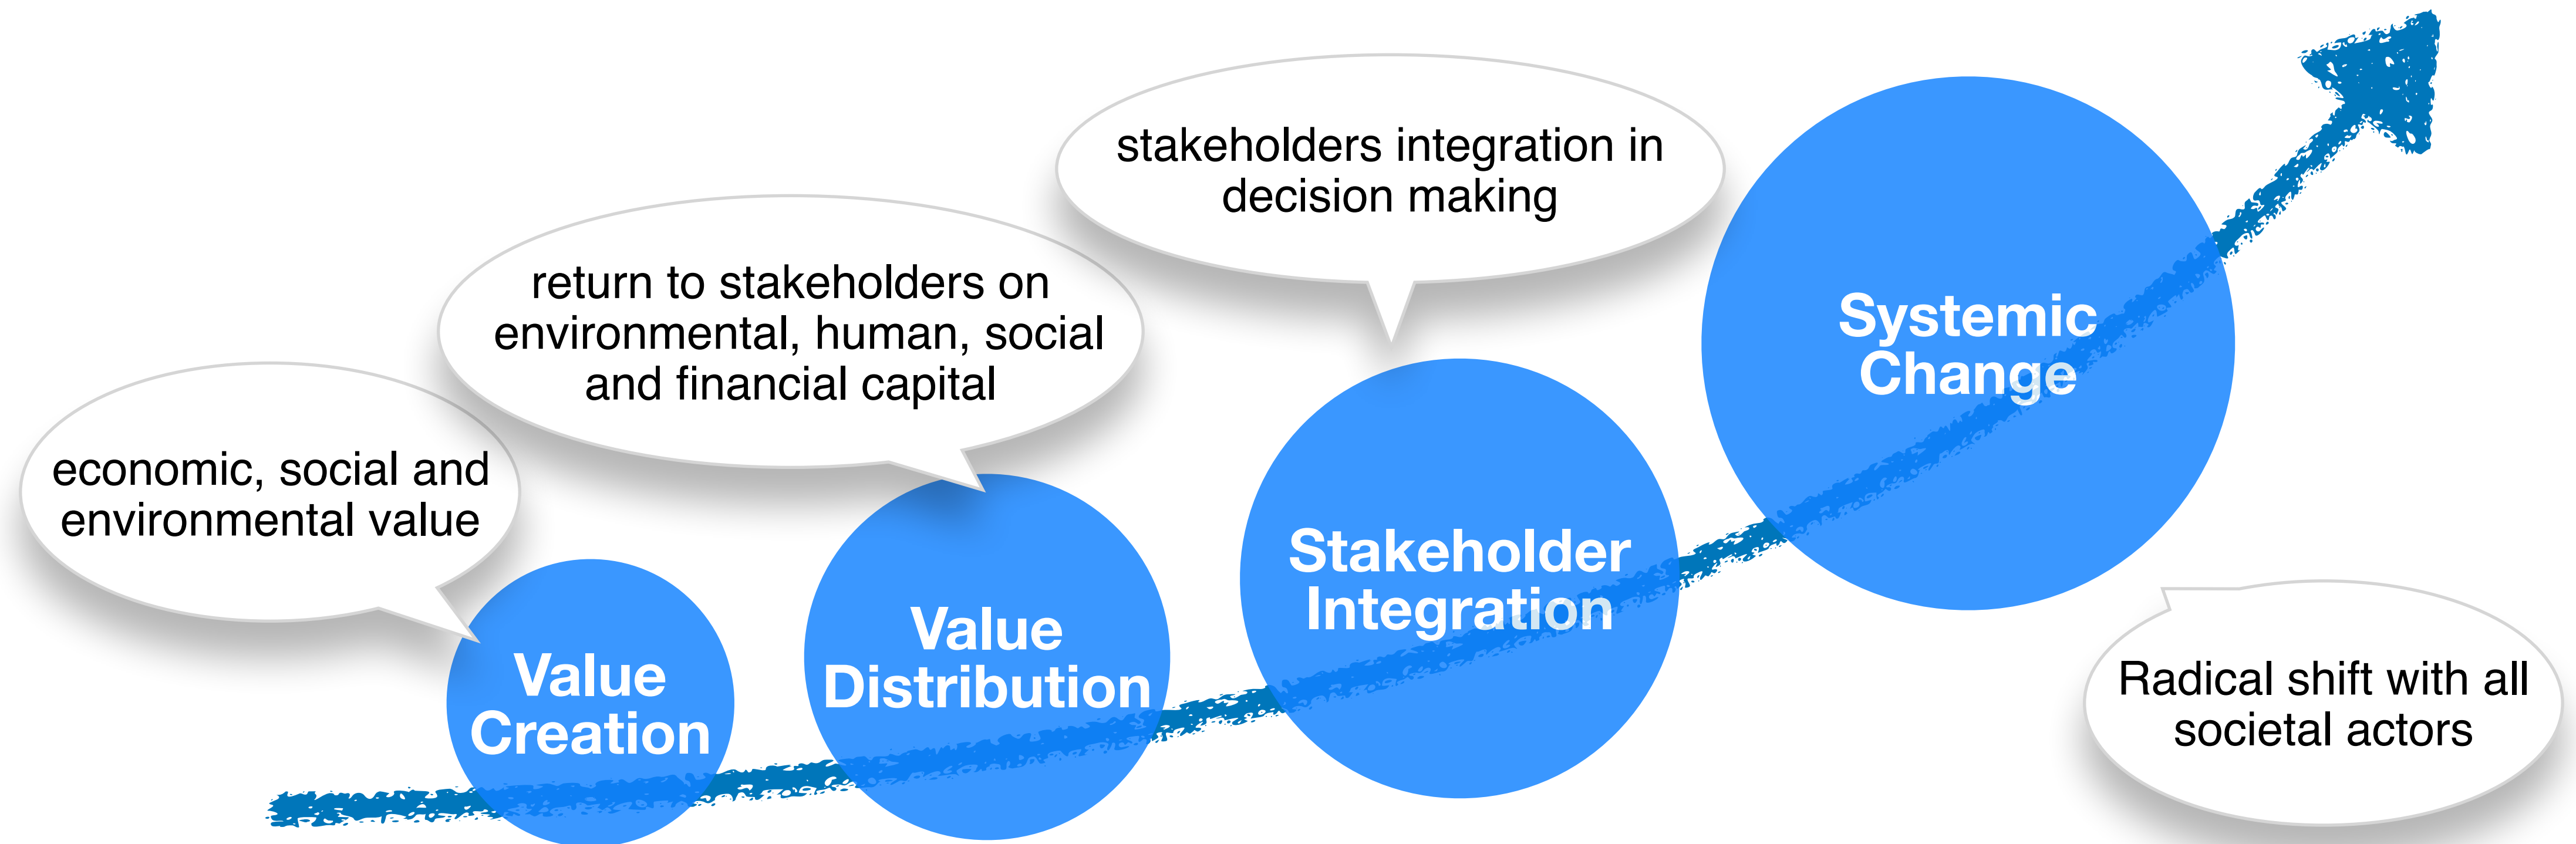 economic, social and
environmental value
Value
Creation
return to stakeholders on
environmental, human, social
and financial capital
Value
Distribution
stakeholders integration in
decision making
Stakeholder
Integration
Systemic
Change
Radical shift with all
societal actors